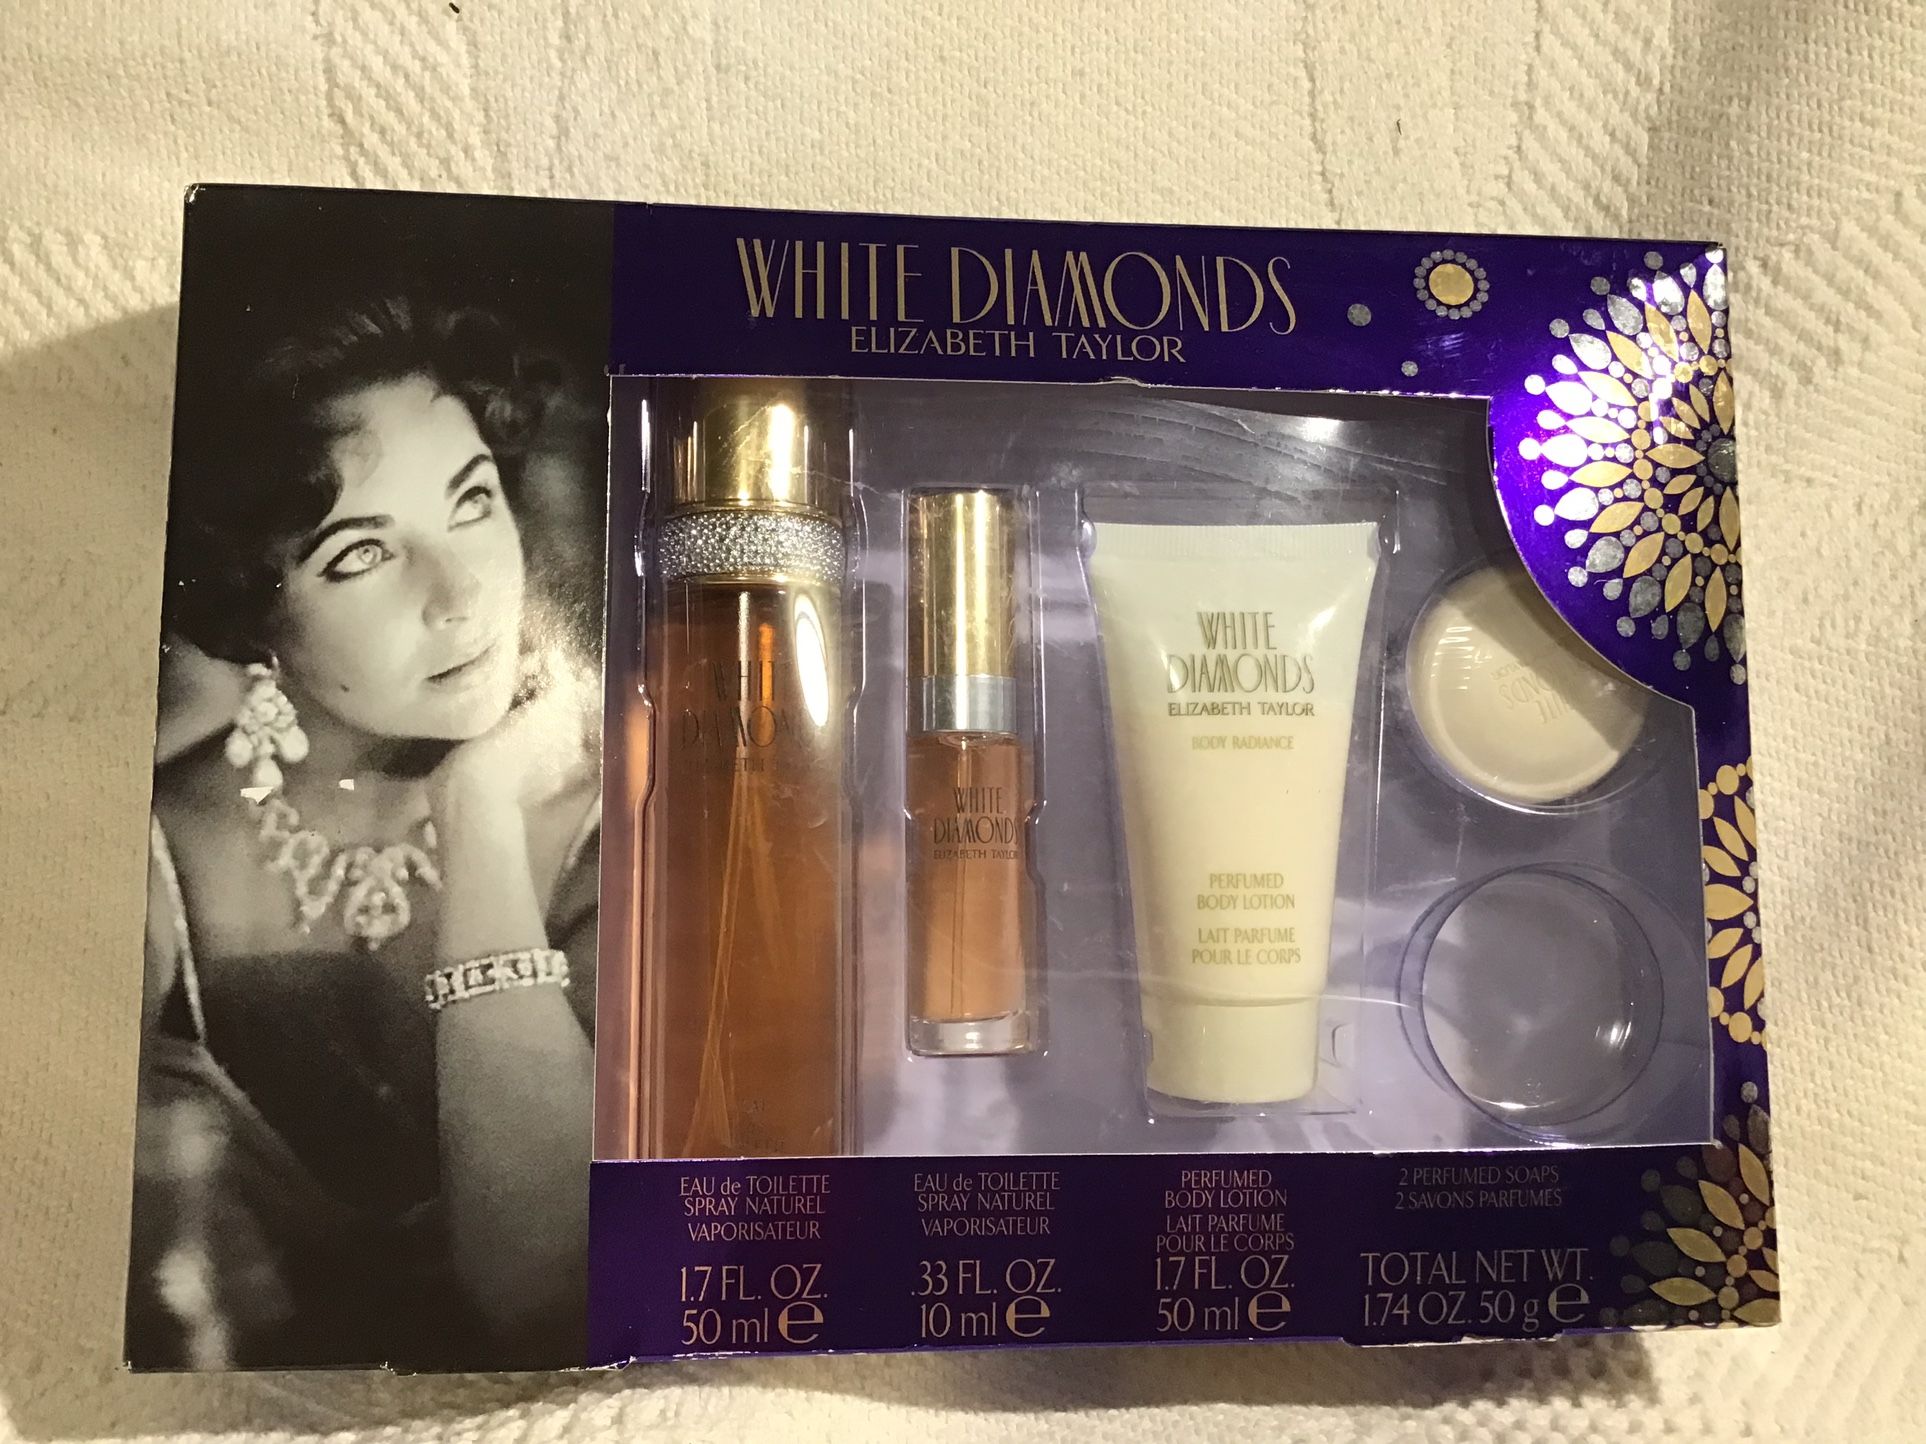 WHITE DIAMONDS
ELIZABETH TAYLOR
WHITE
DIAMONDS
ELIZABETH TAYLOR
WHITE
DIAMONDS
ELIZABETH TAYLOR
BODY RADIANCE
PERFUMED
BODY LOTION
LAIT PARFUME
POUR LE CORPS
EAU de TOILETTE
SPRAY NATUREL
VAPORISATEUR
1.7 FL. OZ.
50 ml e
EAU de TOILETTE
SPRAY NATUREL
VAPORISATEUR
.33 FL. OZ.
10 ml e
PERFUMED
BODY LOTION
LAIT PARFUME
POUR LE CORPS
1.7 FL. OZ.
50 ml e
2 PERFUMED SOAPS
2 SAVONS PARFUMES
TOTAL NET WT.
1.74 OZ. 50 g e